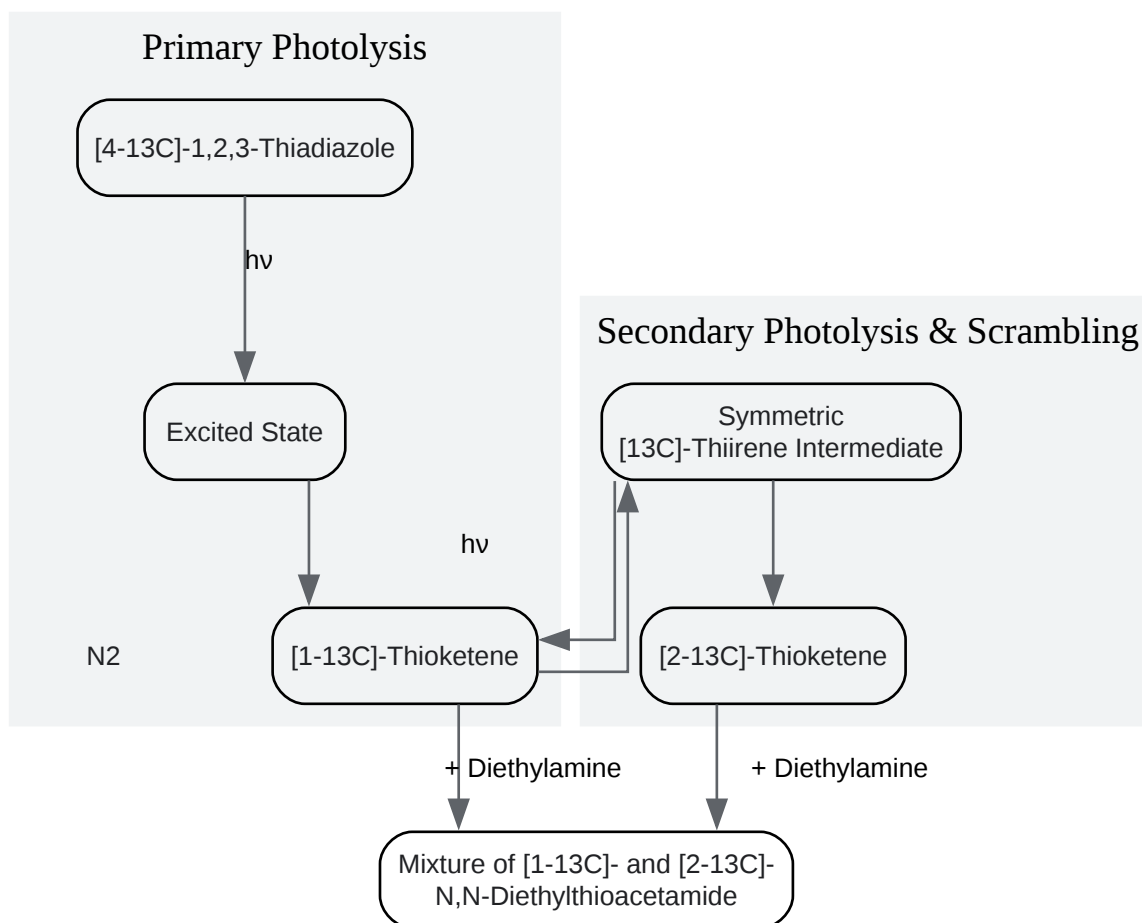 Primary Photolysis
[4-13C]-1,2,3-Thiadiazole
hν
Secondary Photolysis & Scrambling
Excited State
Symmetric
[13C]-Thiirene Intermediate
hν
N2
[1-13C]-Thioketene
[2-13C]-Thioketene
+ Diethylamine
+ Diethylamine
Mixture of [1-13C]- and [2-13C]-
N,N-Diethylthioacetamide